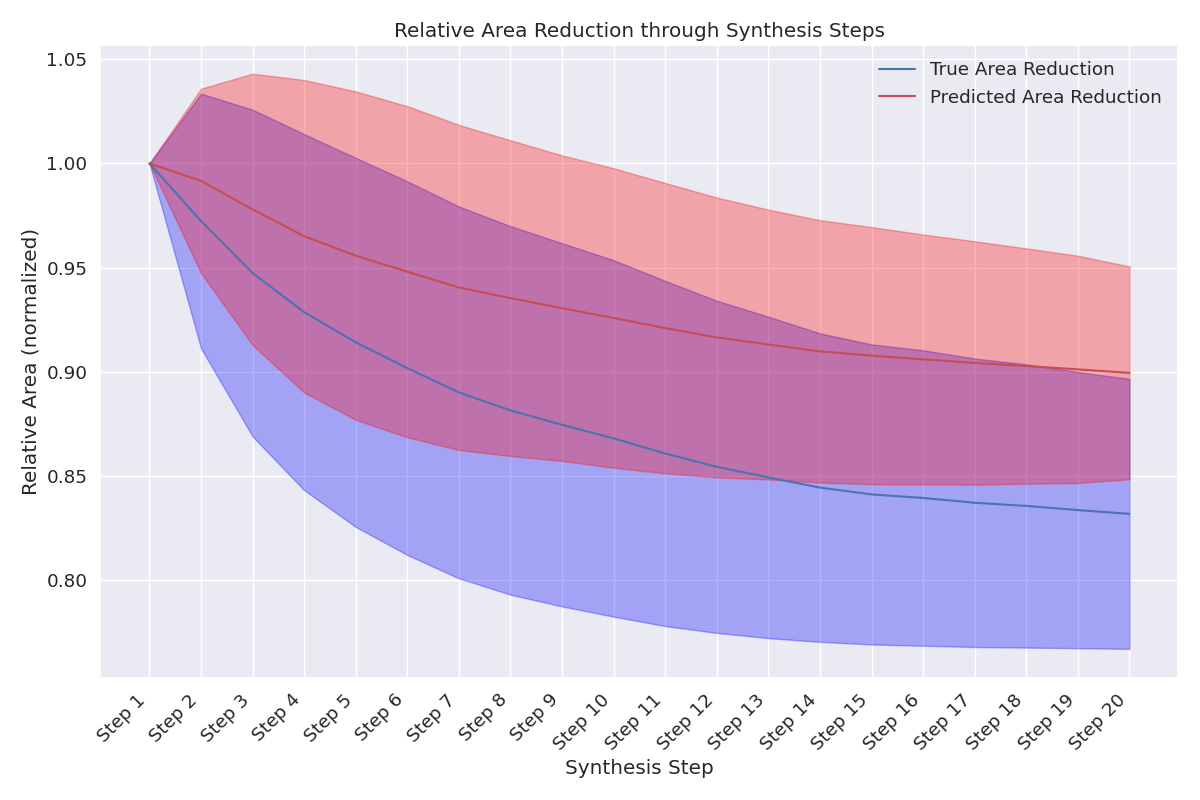 Relative Area Reduction through Synthesis Steps
True Area Reduction
Predicted Area Reduction
Relative Area (normalized)
1.05
1.00
0.95
0.90
0.85
0.80
Step 1
Step 2
Step 3
Step 4
Step 5
Step 6
Step 7
Step 8
Step 9
Step 10
Step 11
Step 12
Step 13
Step 14
Step 15
Step 16
Step 17
Step 18
Step 19
Step 20
Synthesis Step